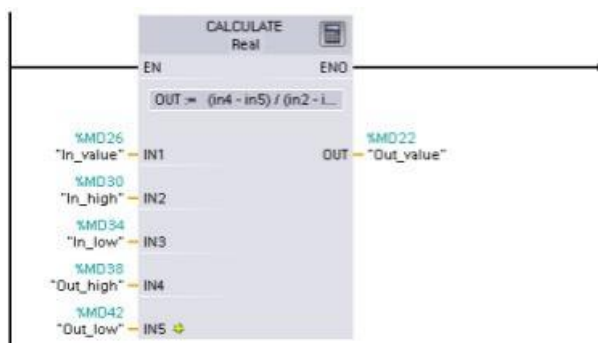 CALCULATE
Real
EN ENO
OUT := (in4 - in5) / (in2 - i...
%MD26
"In_value" IN1
%MD22
OUT "Out_value"
%MD30
"In_high" IN2
%MD34
"In_low" IN3
%MD38
"Out_high" IN4
%MD42
"Out_low" IN5